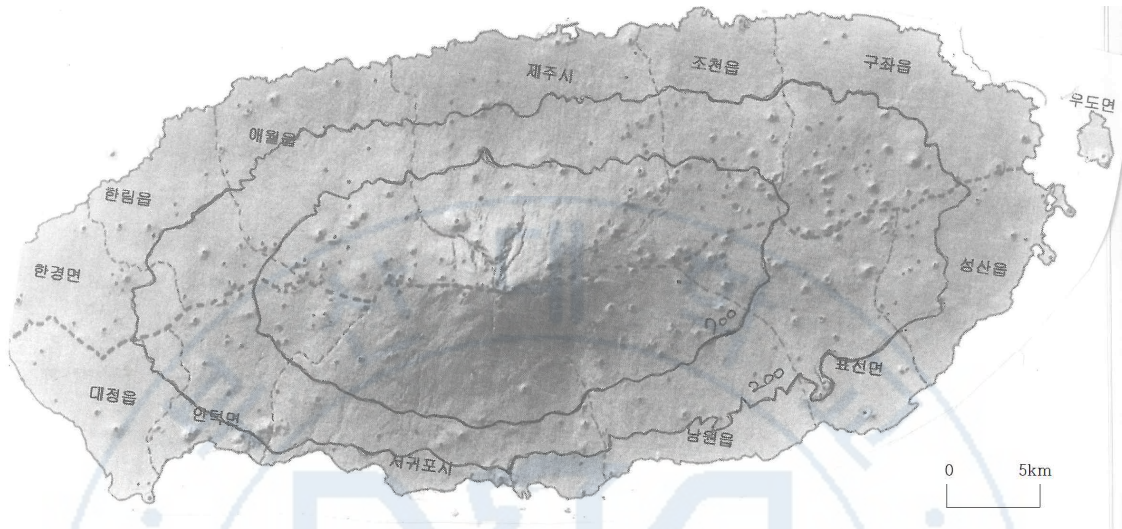 제주시
조천읍
구좌읍
우도면
애월읍
한림읍
한경면
성산읍
700
200
표선면
대정읍
안덕면
남원읍
서귀포시
0 5km